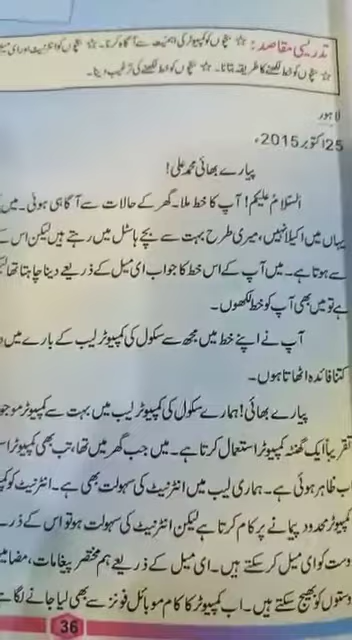 تدریسی مقاصد: ☆ بچوں کو کمپیوٹر کی اہمیت سے آگاہ کرنا۔ ☆ بچوں کو انٹرنیٹ اور ای میل
☆ بچوں کو خط لکھنے کا طریقہ بتانا۔ ☆ بچوں کو خط لکھنے کی ترغیب دینا۔
لاہور
25 اکتوبر 2015ء
پیارے بھائی محمد علی!
السّلامُ علیکم! آپ کا خط ملا۔ گھر کے حالات سے آگاہی ہوئی۔ میں
یہاں میں اکیلا نہیں، میری طرح بہت سے بچے ہاسٹل میں رہتے ہیں لیکن اس
سے ہوتا ہے۔ میں آپ کے اس خط کا جواب ای میل کے ذریعے دینا چاہتا تھا
ہے تو میں بھی آپ کو خط لکھوں۔
آپ نے اپنے خط میں مجھ سے سکول کی کمپیوٹر لیب کے بارے میں
کتنا فائدہ اٹھاتا ہوں۔
پیارے بھائی! ہمارے سکول کی کمپیوٹر لیب میں بہت سے کمپیوٹر
تقریباً ایک گھنٹہ کمپیوٹر استعمال کرتا ہے۔ میں جب گھر میں تھا، تب بھی کمپیوٹر
ظاہر ہوئی ہے۔ ہماری لیب میں انٹرنیٹ کی سہولت بھی ہے۔ انٹرنیٹ
کمپیوٹر محدود پیمانے پر کام کرتا ہے لیکن انٹرنیٹ کی سہولت ہو تو اس کے
دوست کو ای میل کر سکتے ہیں۔ ای میل کے ذریعے ہم مختصر پیغامات،
دوستوں کو بھیج سکتے ہیں۔ اب کمپیوٹر کا کام موبائل فونز سے بھی لیا جانے لگا
36